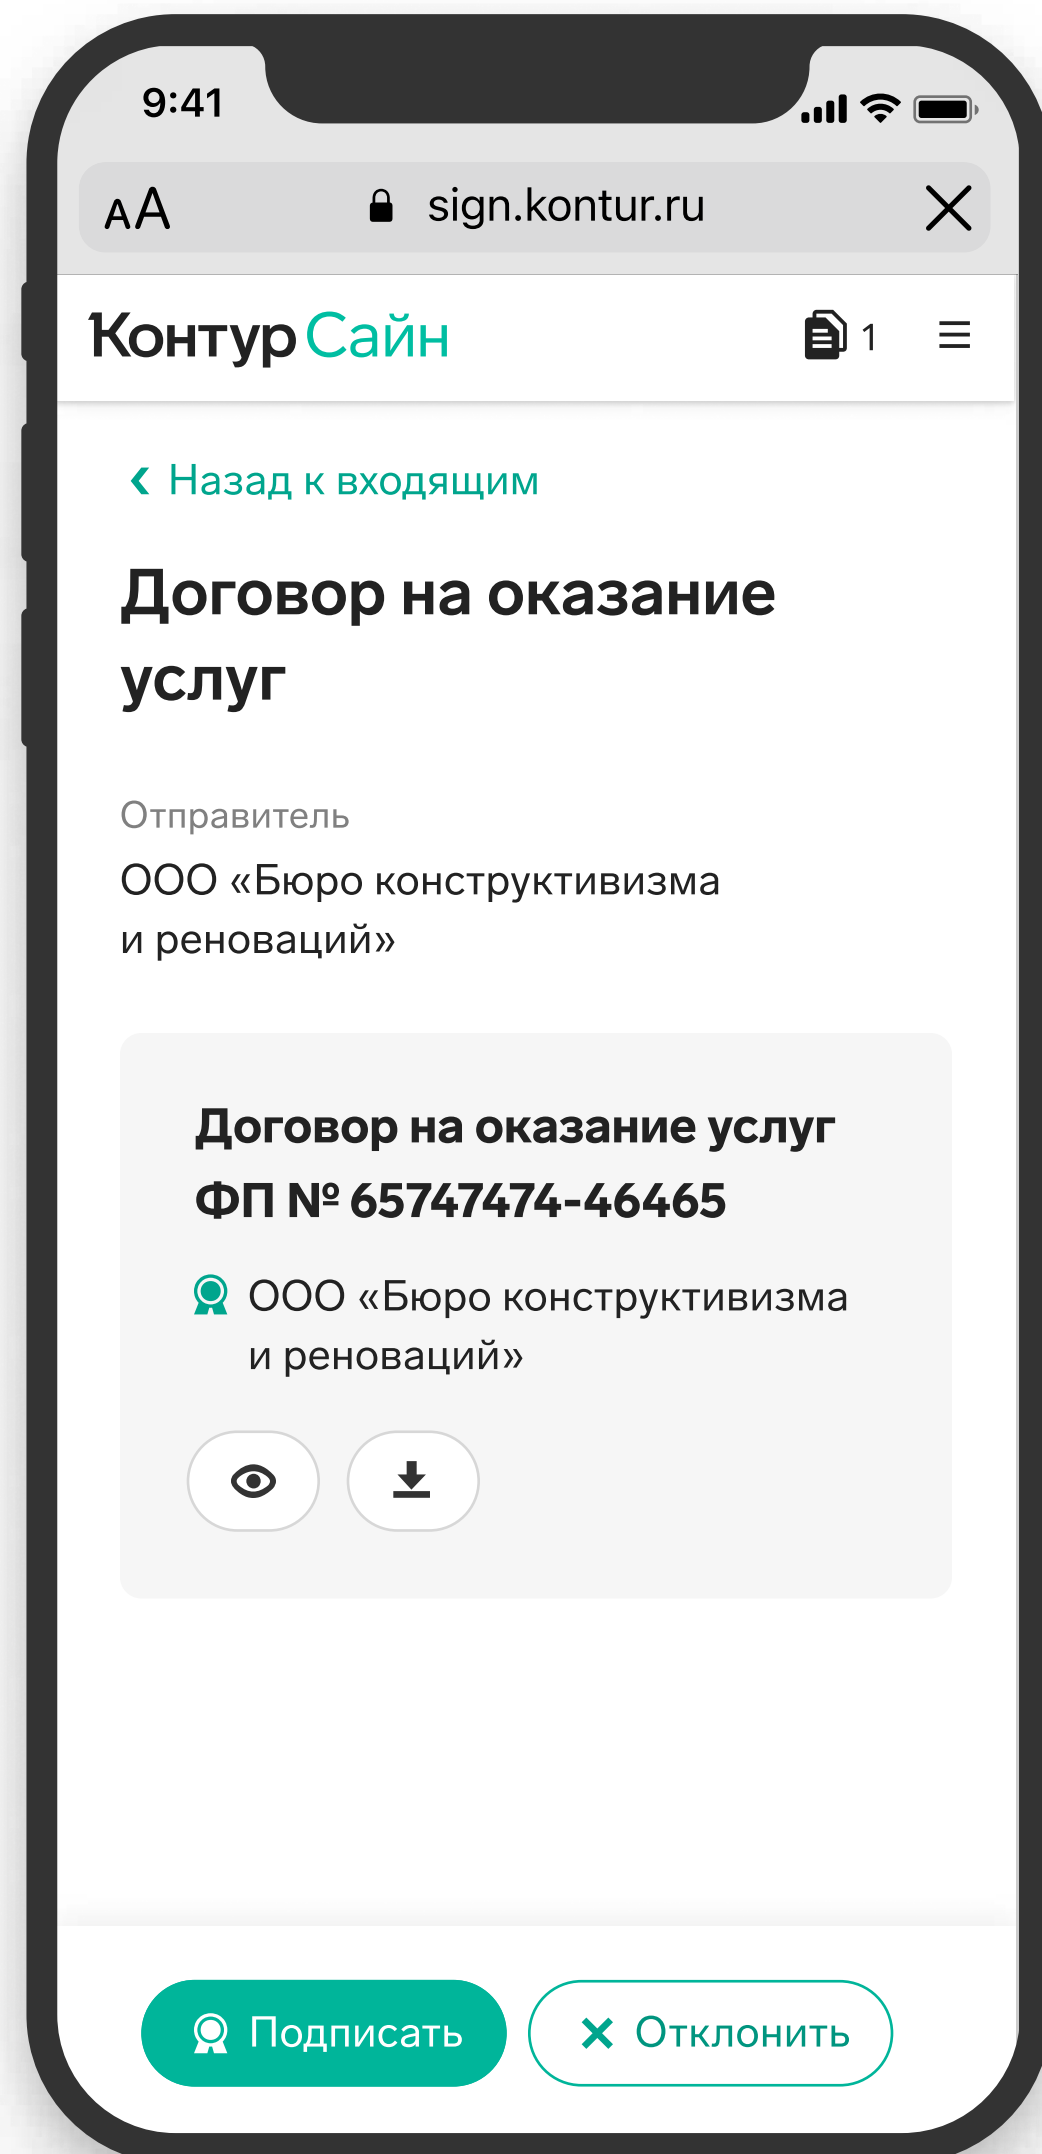 9:41
AA sign.kontur.ru
Контур Сайн 1
Назад к входящим
Договор на оказание
услуг
Отправитель
ООО «Бюро конструктивизма
и реноваций»
Договор на оказание услуг
ФП № 65747474-46465
ООО «Бюро конструктивизма
и реноваций»
Подписать Отклонить